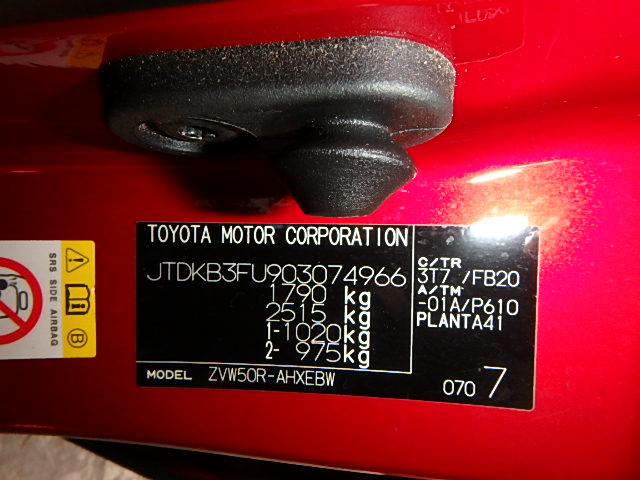 TOYOTA MOTOR CORPORATION
JTDKB3FU903074966
1790 kg
2515 kg
1-1020kg
2- 975kg
C/TR
3T7 /FB20
A/TM
-01A/P610
PLANTA41
MODEL ZVW50R-AHXEBW
070 7
SRS SIDE AIRBAG
B